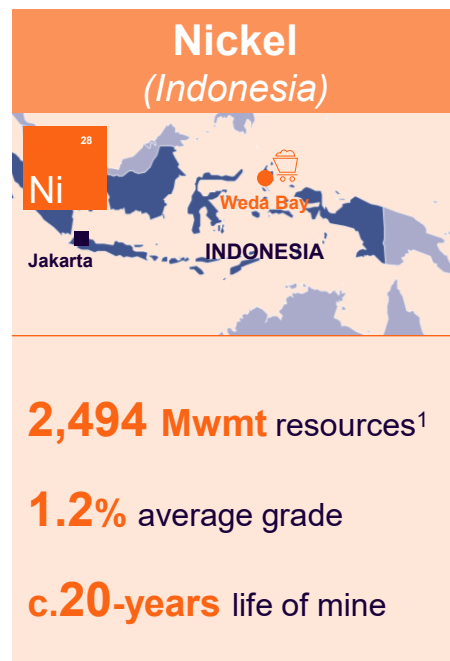 Nickel
(Indonesia)
28
Ni
Weda Bay
INDONESIA
Jakarta
2,494 Mwmt resources¹
1.2% average grade
c.20-years life of mine